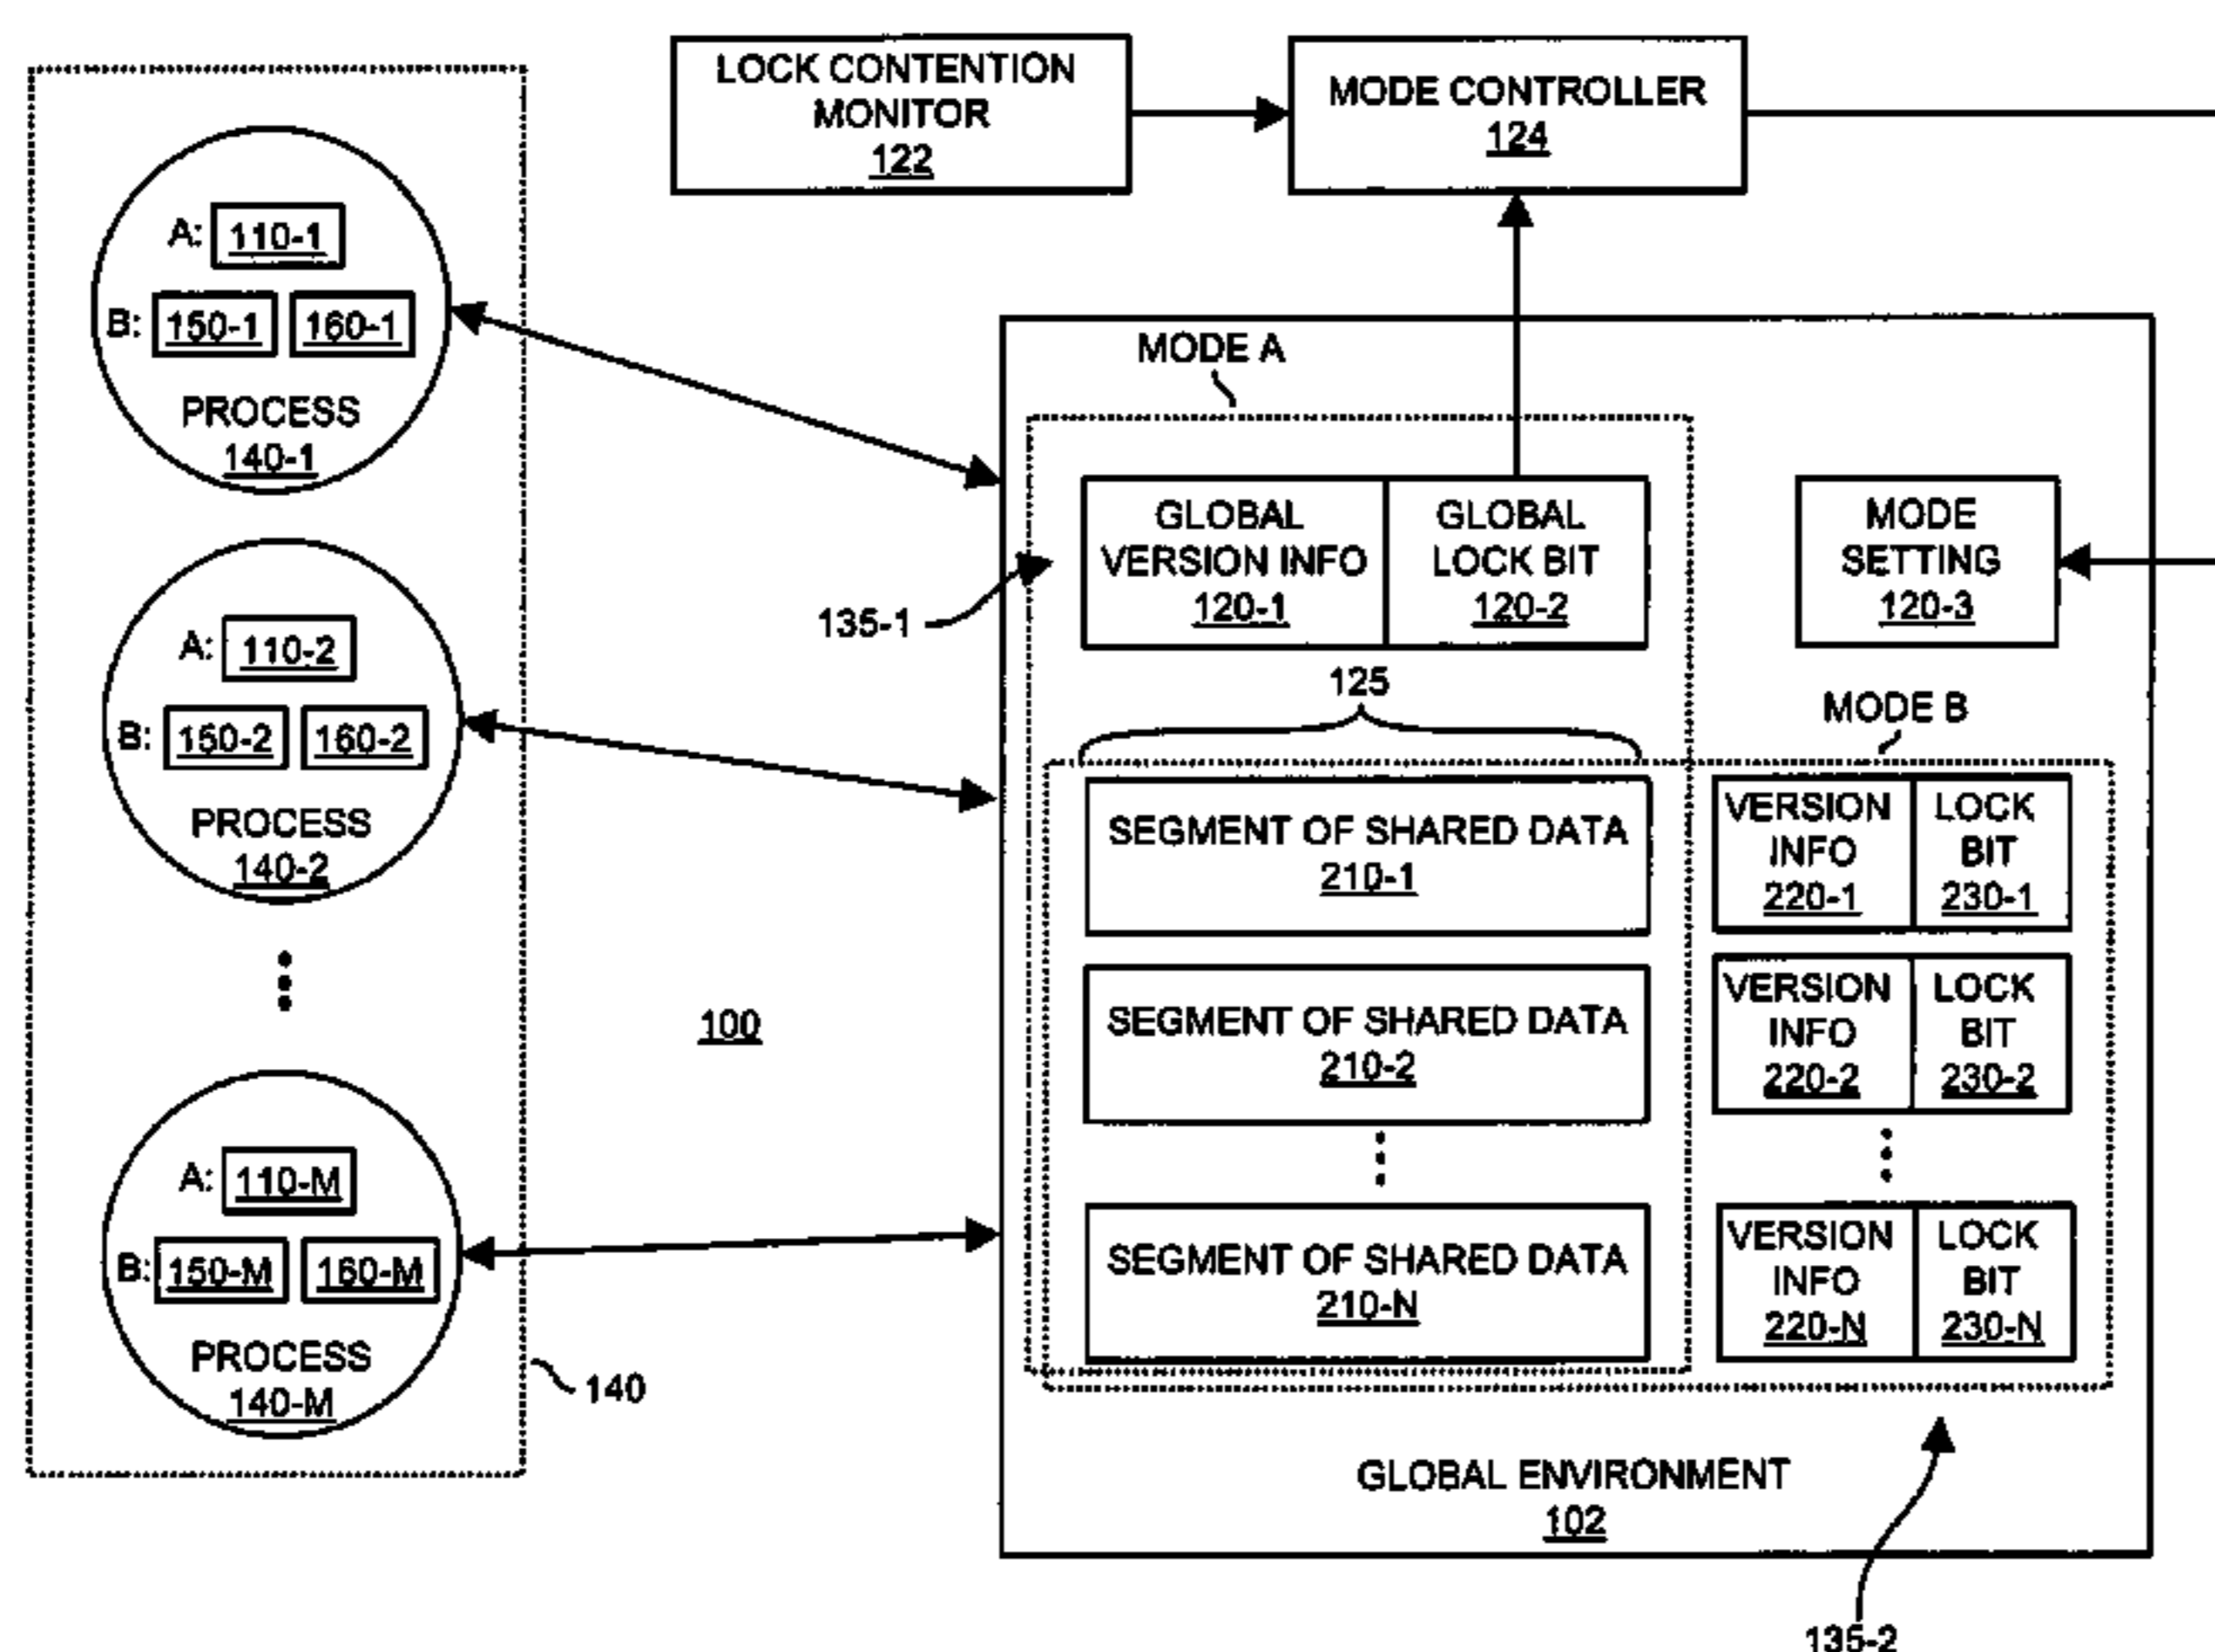 A: 110-1
B: 150-1 160-1
PROCESS
140-1
A: 110-2
B: 150-2 160-2
PROCESS
140-2
A: 110-M
B: 150-M 160-M
PROCESS
140-M
140
100
LOCK CONTENTION
MONITOR
122
MODE CONTROLLER
124
MODE A
135-1
GLOBAL
VERSION INFO
120-1
GLOBAL
LOCK BIT
120-2
MODE
SETTING
120-3
125
MODE B
SEGMENT OF SHARED DATA
210-1
VERSION
INFO
220-1
LOCK
BIT
230-1
SEGMENT OF SHARED DATA
210-2
VERSION
INFO
220-2
LOCK
BIT
230-2
SEGMENT OF SHARED DATA
210-N
VERSION
INFO
220-N
LOCK
BIT
230-N
GLOBAL ENVIRONMENT
102
135-2